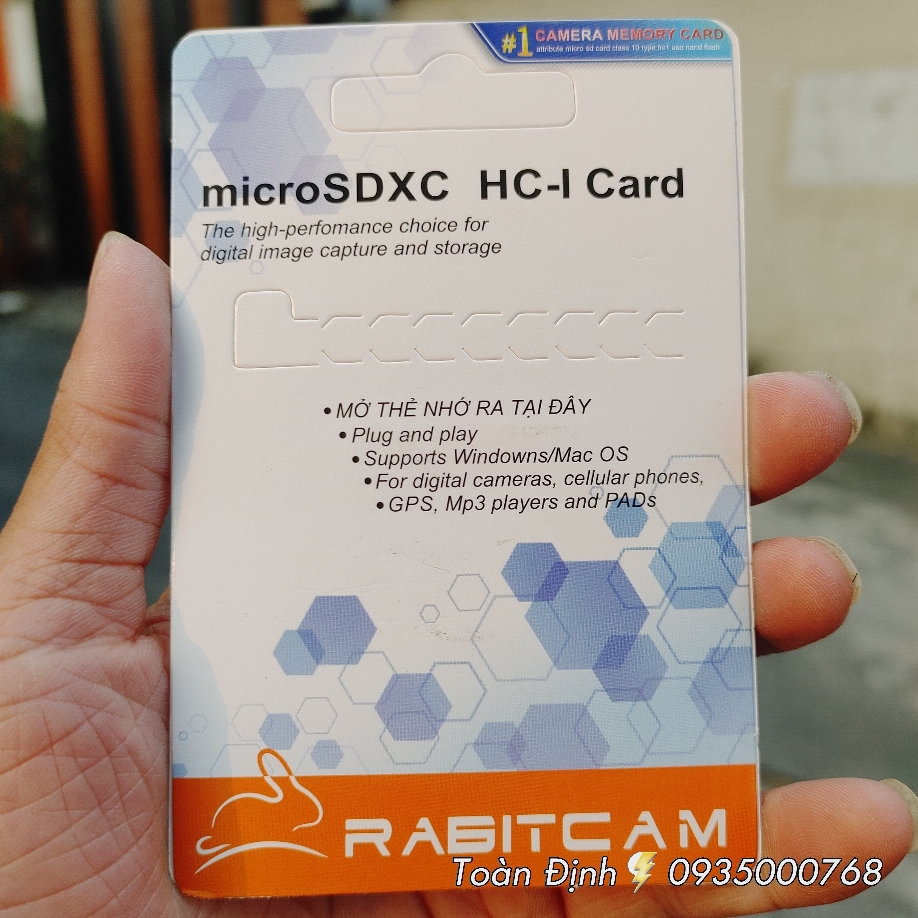 #1 CAMERA MEMORY CARD
attribute micro sd card class 10 type hc1 use nand flash
microSDXC HC-I Card
The high-perfomance choice for
digital image capture and storage
• MỞ THẺ NHỚ RA TẠI ĐÂY
• Plug and play
• Supports Windowns/Mac OS
• For digital cameras, cellular phones,
• GPS, Mp3 players and PADs
RABITCAM
Toàn Định⚡0935000768